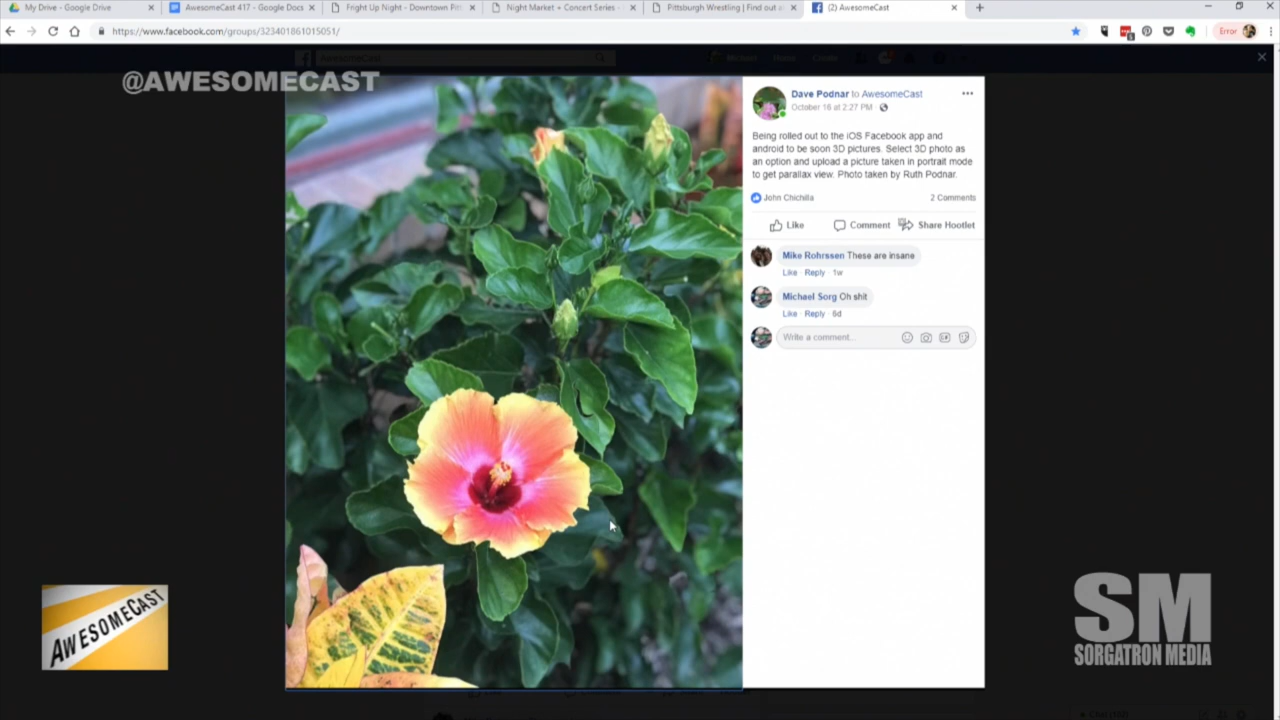 My Drive - Google Drive
AwesomeCast 417 - Google Docs
Fright Up Night - Downtown Pitt
Night Market + Concert Series -
Pittsburgh Wrestling | Find out a
(2) AwesomeCast
https://www.facebook.com/groups/323401861015051/
Error
@AWESOMECAST
Dave Podnar to AwesomeCast
October 16 at 2:27 PM
Being rolled out to the iOS Facebook app and
android to be soon 3D pictures. Select 3D photo as
an option and upload a picture taken in portrait mode
to get parallax view. Photo taken by Ruth Podnar.
John Chichilla
2 Comments
Like
Comment
Share Hootlet
Mike Rohrssen These are insane
Like · Reply · 1w
Michael Sorg Oh shit
Like · Reply · 6d
Write a comment...
AWESOMECAST
SM
SORGATRON MEDIA